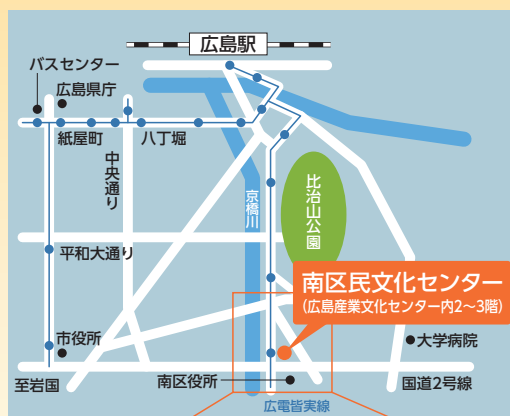 広島駅
バスセンター
広島県庁
紙屋町
八丁堀
中央通り
京橋川
比治山公園
平和大通り
南区民文化センター
(広島産業文化センター内2〜3階)
市役所
大学病院
至岩国
南区役所
国道2号線
広電皆実線